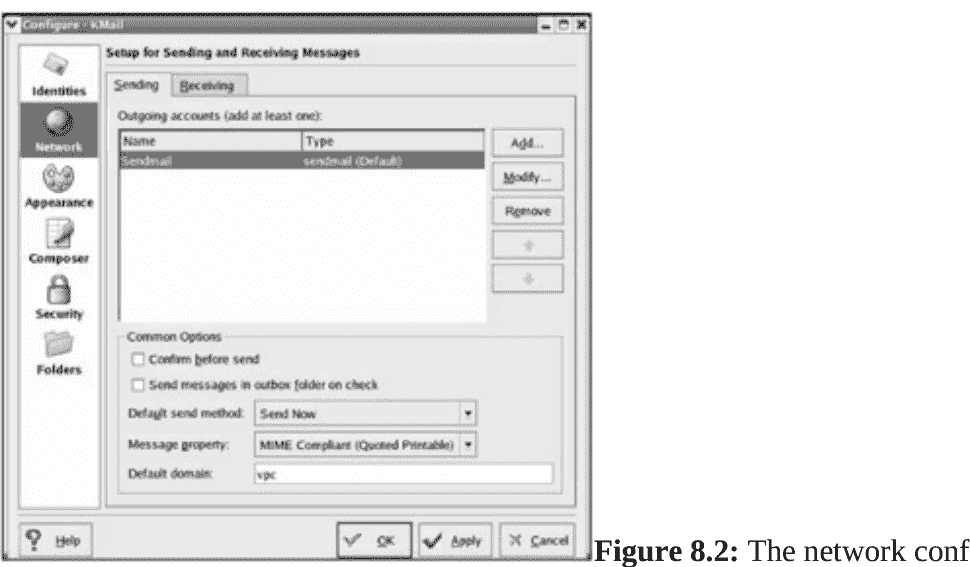 Configure - KMail
Setup for Sending and Receiving Messages
Identities
Network
Appearance
Composer
Security
Folders
Sending Receiving
Outgoing accounts (add at least one):
Name Type
Sendmail sendmail (Default)
Add...
Modify...
Remove
Common Options
Confirm before send
Send messages in outbox folder on check
Default send method: Send Now
Message property: MIME Compliant (Quoted Printable)
Default domain: vpc
? Help OK Apply Cancel
Figure 8.2: The network conf